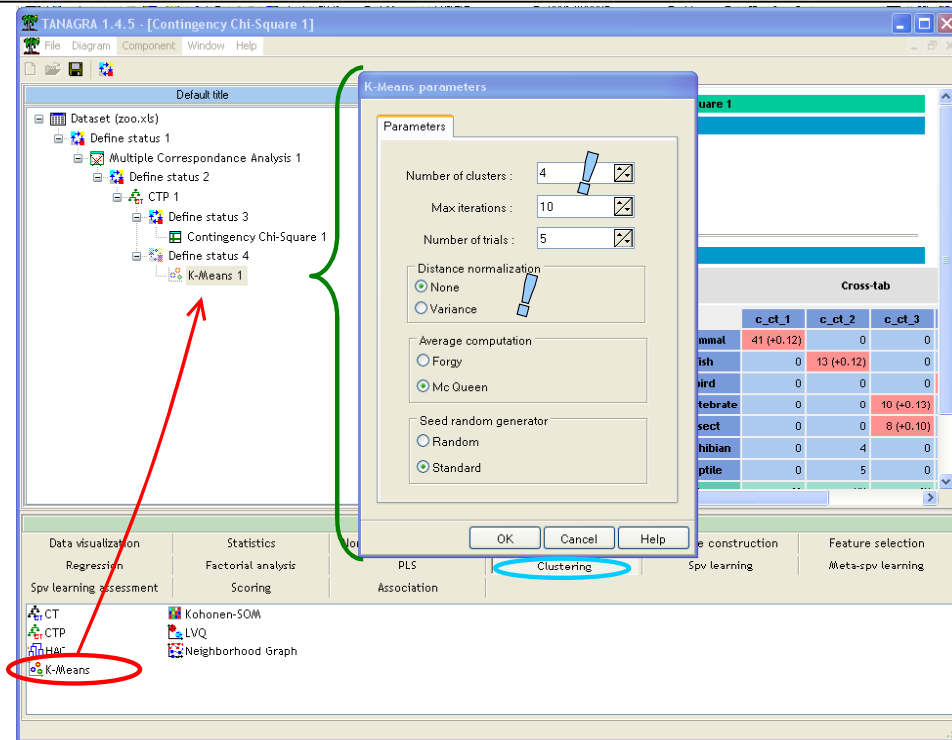 TANAGRA 1.4.5 - [Contingency Chi-Square 1]
File Diagram Component Window Help
Default title
Dataset (zoo.xls)
Define status 1
Multiple Correspondance Analysis 1
Define status 2
CTP 1
Define status 3
Contingency Chi-Square 1
Define status 4
K-Means 1
K-Means parameters
Parameters
Number of clusters : 4
Max iterations : 10
Number of trials : 5
Distance normalization
None
Variance
Average computation
Forgy
Mc Queen
Seed random generator
Random
Standard
OK Cancel Help
uare 1
Cross-tab
c_ct_1 c_ct_2 c_ct_3
mmal 41 (+0.12) 0 0
ish 0 13 (+0.12) 0
bird 0 0 0
tebrate 0 0 10 (+0.13)
sect 0 0 8 (+0.10)
hibian 0 4 0
ptile 0 5 0
Data visualization Statistics e construction Feature selection
Regression Factorial analysis PLS Clustering Spv learning Meta-spv learning
Spv learning assessment Scoring Association
CT Kohonen-SOM
CTP LVQ
HAC Neighborhood Graph
K-Means